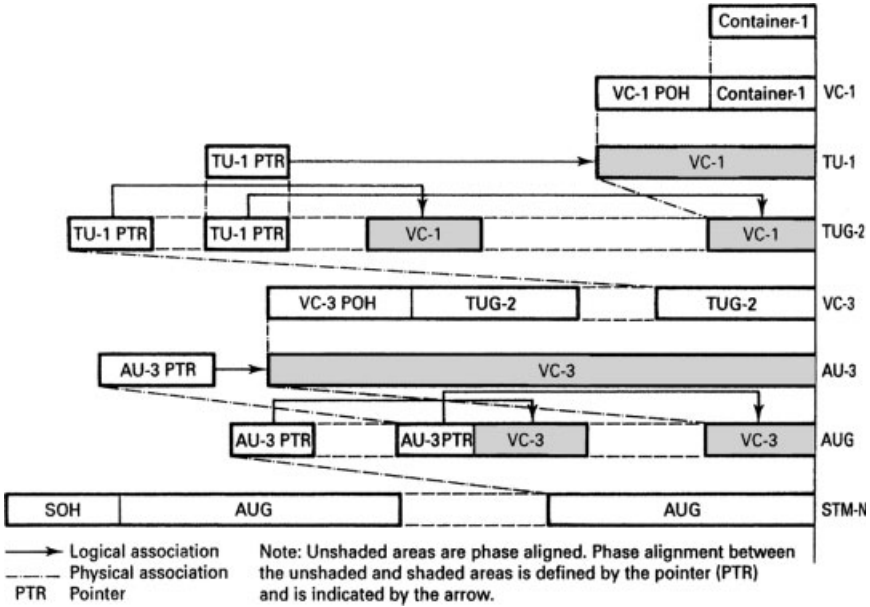 Container-1
VC-1 POH Container-1 VC-1
TU-1 PTR VC-1 TU-1
TU-1 PTR TU-1 PTR VC-1 VC-1 TUG-2
VC-3 POH TUG-2 TUG-2 VC-3
AU-3 PTR VC-3 AU-3
AU-3 PTR AU-3 PTR VC-3 VC-3 AUG
SOH AUG AUG STM-N
Logical association
Physical association
PTR Pointer
Note: Unshaded areas are phase aligned. Phase alignment between
the unshaded and shaded areas is defined by the pointer (PTR)
and is indicated by the arrow.